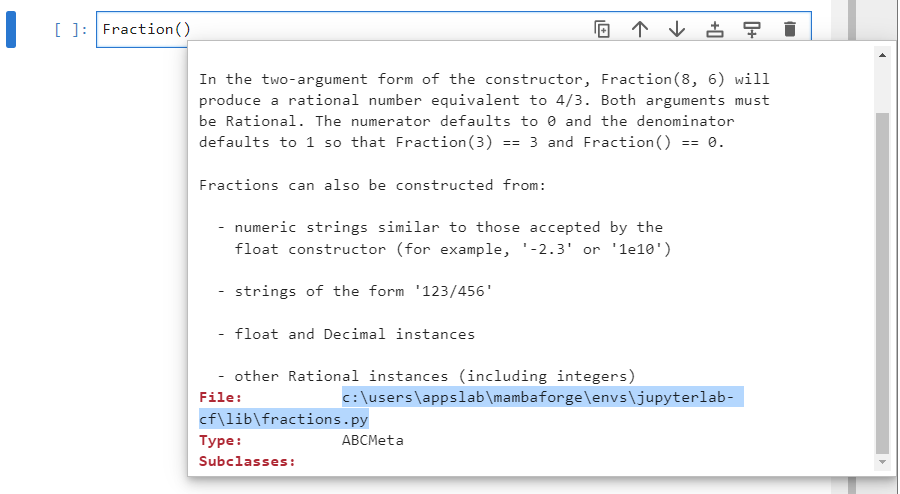 [ ]: Fraction()
In the two-argument form of the constructor, Fraction(8, 6) will
produce a rational number equivalent to 4/3. Both arguments must
be Rational. The numerator defaults to 0 and the denominator
defaults to 1 so that Fraction(3) == 3 and Fraction() == 0.
Fractions can also be constructed from:
- numeric strings similar to those accepted by the
float constructor (for example, '-2.3' or '1e10')
- strings of the form '123/456'
- float and Decimal instances
- other Rational instances (including integers)
File: c:\users\appslab\mambaforge\envs\jupyterlab-
cf\lib\fractions.py
Type: ABCMeta
Subclasses: